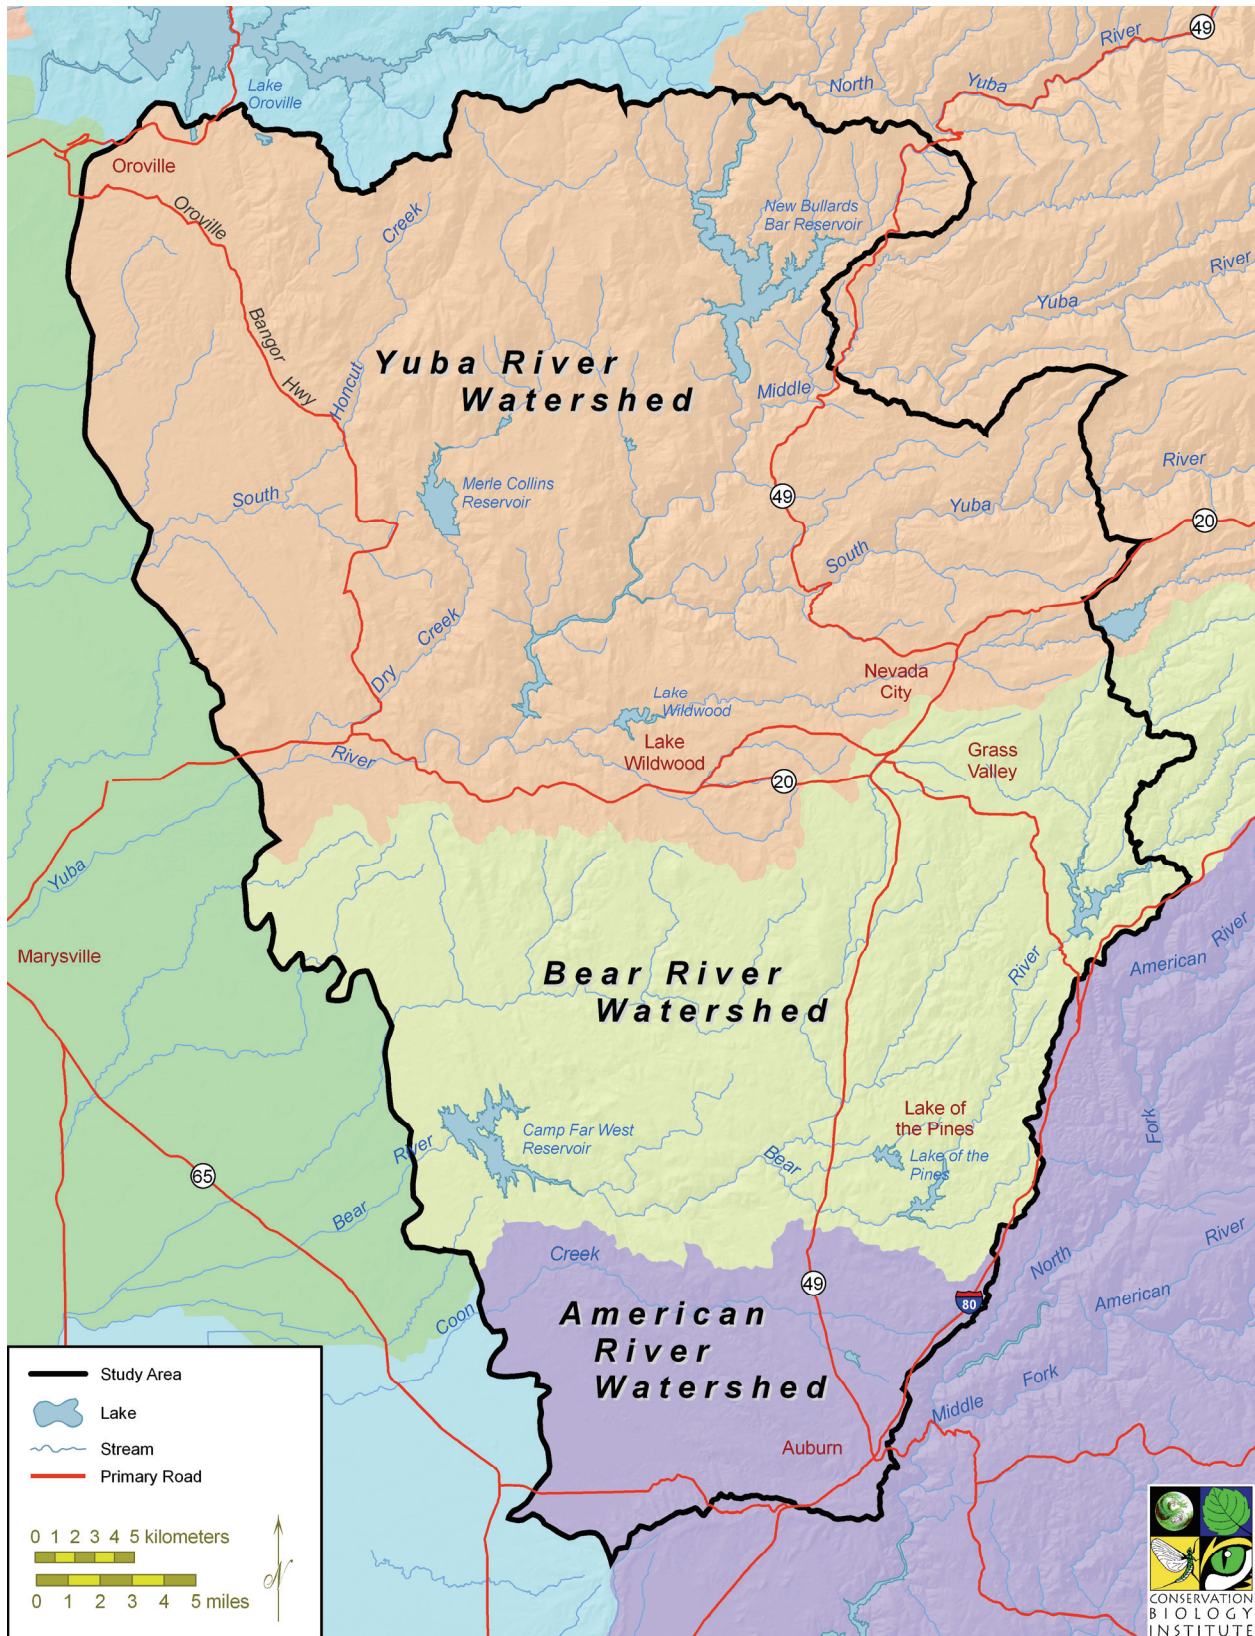 49
River
North
Yuba
Lake
Oroville
Oroville
Oroville
Creek
New Bullards
Bar Reservoir
River
Yuba
Bangor
Hwy
Honcut
Yuba River
Watershed
Middle
River
South
Merle Collins
Reservoir
49
Yuba
20
South
Creek
Dry
Nevada
City
Lake
Wildwood
River
Lake
Wildwood
Grass
Valley
20
Yuba
Marysville
River
American
River
Bear River
Watershed
Lake of
the Pines
Fork
Camp Far West
Reservoir
River
Bear
Lake of the
Pines
65
Bear
River
Creek
North
49
80
American
Coon
American
River
Watershed
Fork
Middle
Auburn
Study Area
Lake
Stream
Primary Road
0 1 2 3 4 5 kilometers
0 1 2 3 4 5 miles
CONSERVATION
BIOLOGY
INSTITUTE